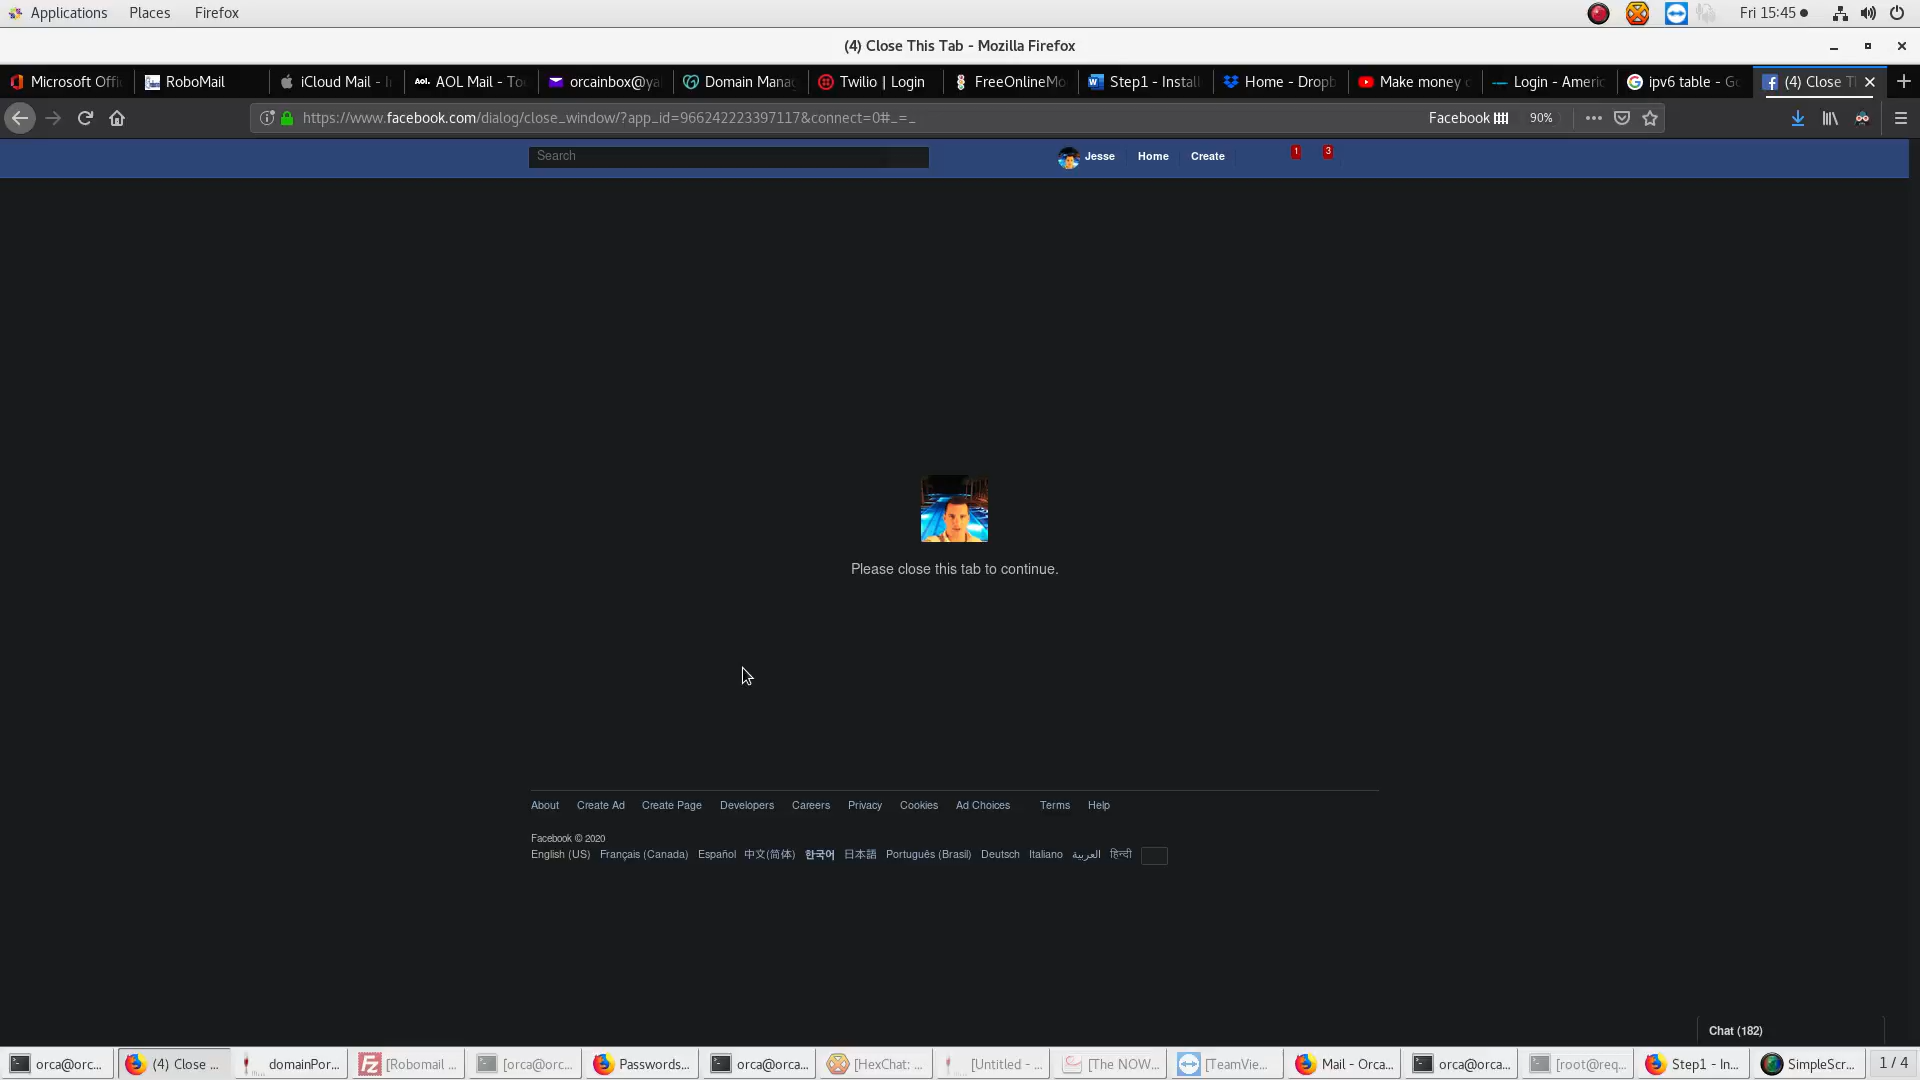 Applications Places Firefox Fri 15:45
(4) Close This Tab - Mozilla Firefox
Microsoft Offi RoboMail iCloud Mail - I AOL Mail - To orcainbox@ya Domain Mana Twilio | Login FreeOnlineMo Step1 - Install Home - Dropb Make money Login - Americ ipv6 table - G (4) Close T
https://www.facebook.com/dialog/close_window/?app_id=966242223397117&connect=0#_=_ Facebook 90%
Search Jesse Home Create 1 3
Please close this tab to continue.
About Create Ad Create Page Developers Careers Privacy Cookies Ad Choices Terms Help
Facebook © 2020
English (US) Français (Canada) Español 中文(简体) 한국어 日本語 Português (Brasil) Deutsch Italiano العربية हिन्दी
Chat (182)
orca@orc... (4) Close ... domainPor... [Robomail ... [orca@orc... Passwords... orca@orca... [HexChat: ... [Untitled - ... [The NOW... [TeamVie... Mail - Orca... orca@orca... [root@req... Step1 - In... SimpleScr... 1 / 4